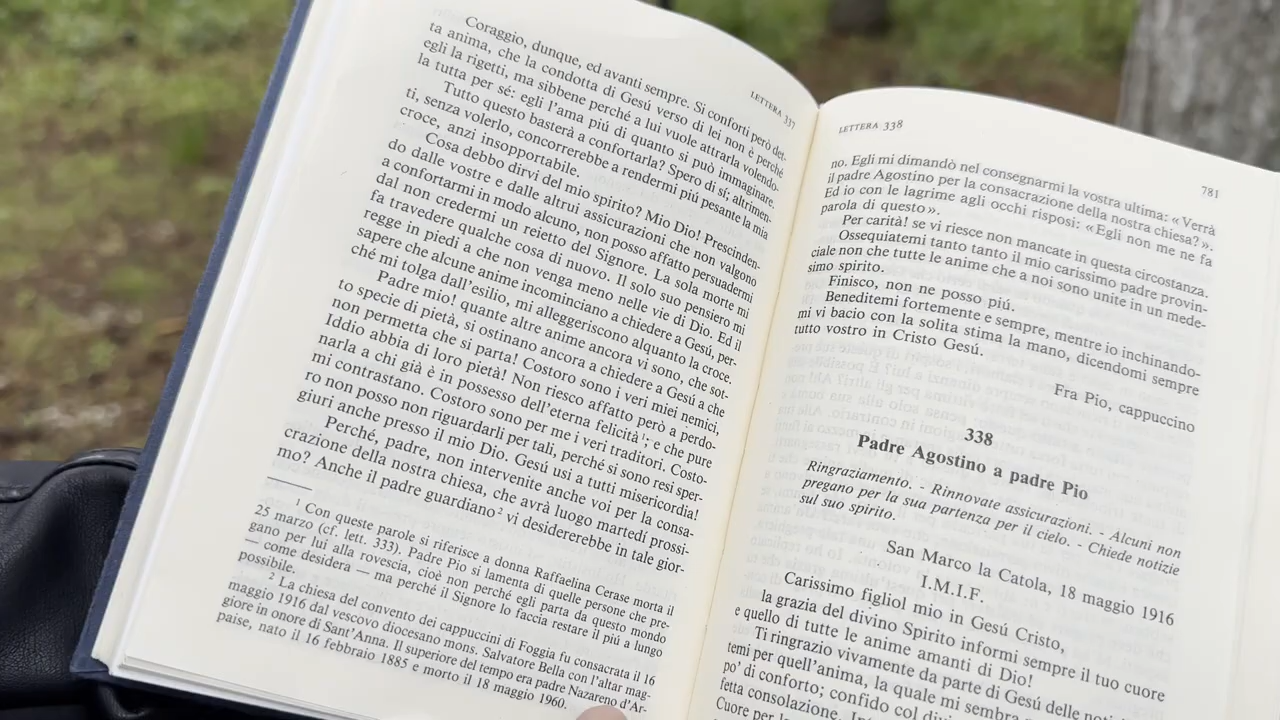 LETTERA 337
Coraggio, dunque, ed avanti sempre. Si conforti però det-
ta anima, che la condotta di Gesú verso di lei non è perché
egli la rigetti, ma sibbene perché a lui vuole attrarla volendo-
la tutta per sé: egli l'ama piú di quanto si può immaginare.
Tutto questo basterà a confortarla? Spero di sí; altrimen-
ti, senza volerlo, concorrerebbe a rendermi piú pesante la mia
croce, anzi insopportabile.
Cosa debbo dirvi del mio spirito? Mio Dio! Prescinden-
do dalle vostre e dalle altrui assicurazioni che non valgono
a confortarmi in modo alcuno, non posso affatto persuadermi
dal non credermi un reietto del Signore. La sola morte mi
fa travedere qualche cosa di nuovo. Il solo suo pensiero mi
regge in piedi a che non venga meno nelle vie di Dio. Ed il
sapere che alcune anime incominciano a chiedere a Gesú, per-
ché mi tolga dall'esilio, mi alleggeriscono alquanto la croce.
Padre mio! quante altre anime ancora vi sono, che sot-
to specie di pietà, si ostinano ancora a chiedere a Gesú a che
non permetta che si parta! Costoro sono i veri miei nemici,
Iddio abbia di loro pietà! Non riesco affatto però a perdo-
narla a chi già è in possesso dell'eterna felicità¹; e che pure
mi contrastano. Costoro sono per me i veri traditori. Costo-
ro non posso non riguardarli per tali, perché si sono resi sper-
giuri anche presso il mio Dio. Gesú usi a tutti misericordia!
Perché, padre, non intervenite anche voi per la consa-
crazione della nostra chiesa, che avrà luogo martedí prossi-
mo? Anche il padre guardiano² vi desidererebbe in tale gior-
¹ Con queste parole si riferisce a donna Raffaelina Cerase morta il
25 marzo (cf. lett. 333). Padre Pio si lamenta di quelle persone che pre-
gano per lui alla rovescia, cioè non perché egli parta da questo mondo
— come desidera — ma perché il Signore lo faccia restare il piú a lungo
possibile.
² La chiesa del convento dei cappuccini di Foggia fu consacrata il 16
maggio 1916 dal vescovo diocesano mons. Salvatore Bella con l'altar mag-
giore in onore di Sant'Anna. Il superiore del tempo era padre Nazareno d'Ar-
paise, nato il 16 febbraio 1885 e morto il 18 maggio 1960.
LETTERA 338
781
no. Egli mi dimandò nel consegnarmi la vostra ultima: «Verrà
il padre Agostino per la consacrazione della nostra chiesa?».
Ed io con le lagrime agli occhi risposi: «Egli non me ne fa
parola di questo».
Per carità! se vi riesce non mancate in questa circostanza.
Ossequiatemi tanto tanto il mio carissimo padre provin-
ciale non che tutte le anime che a noi sono unite in un mede-
simo spirito.
Finisco, non ne posso piú.
Beneditemi fortemente e sempre, mentre io inchinando-
mi vi bacio con la solita stima la mano, dicendomi sempre
tutto vostro in Cristo Gesú.
Fra Pio, cappuccino
338
Padre Agostino a padre Pio
Ringraziamento. - Rinnovate assicurazioni. - Alcuni non
pregano per la sua partenza per il cielo. - Chiede notizie
sul suo spirito.
San Marco la Catola, 18 maggio 1916
I.M.I.F.
Carissimo figliol mio in Gesú Cristo,
la grazia del divino Spirito informi sempre il tuo cuore
e quello di tutte le anime amanti di Dio!
Ti ringrazio vivamente da parte di Gesú delle
temi per quell'anima, la quale mi sembra
po' di conforto; confido col
fetta consolazione.
Cuore per